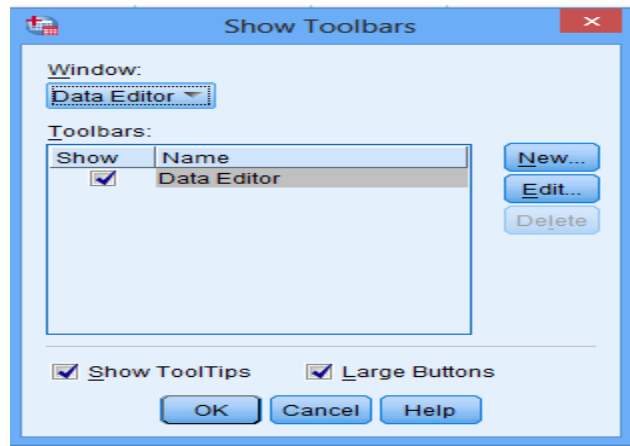 Show Toolbars
Window:
Data Editor
Toolbars:
Show Name
Data Editor
New...
Edit...
Delete
Show ToolTips Large Buttons
OK Cancel Help